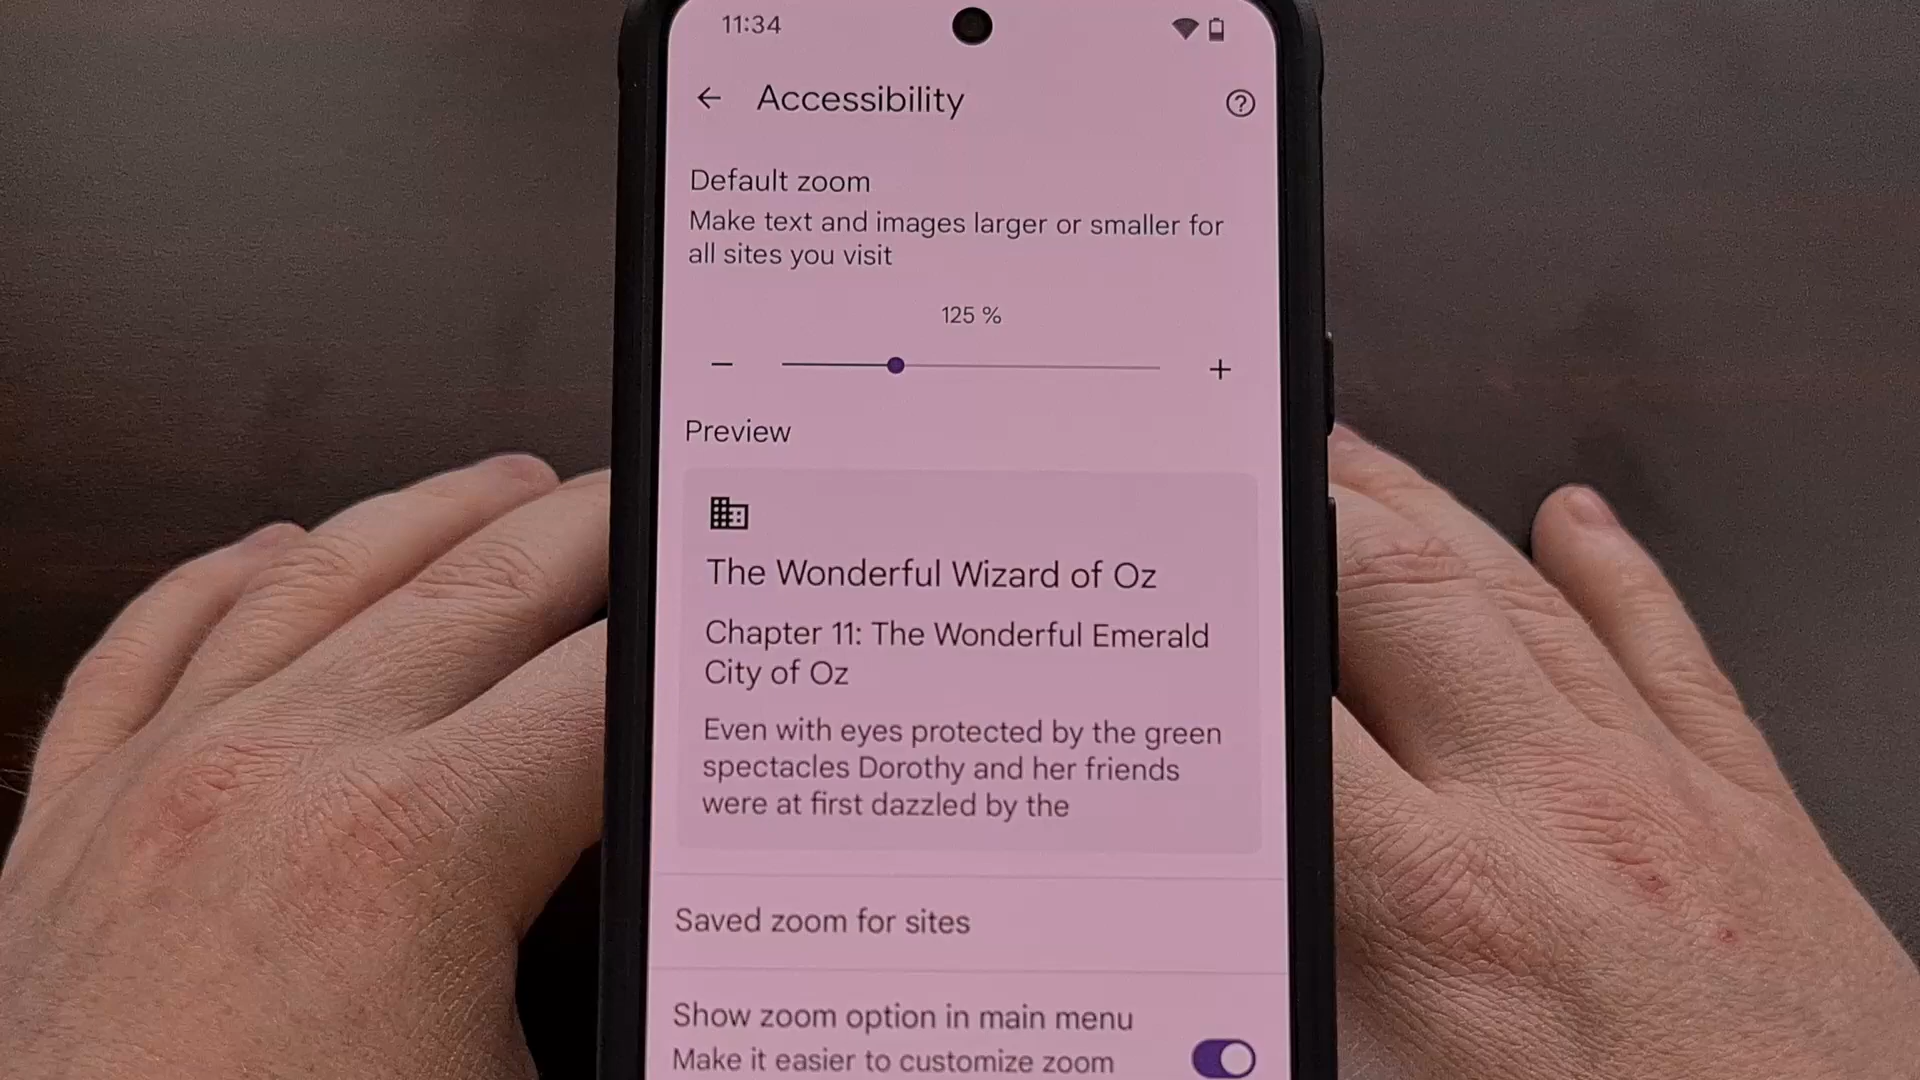 11:34
Accessibility
Default zoom
Make text and images larger or smaller for
all sites you visit
125 %
Preview
The Wonderful Wizard of Oz
Chapter 11: The Wonderful Emerald
City of Oz
Even with eyes protected by the green
spectacles Dorothy and her friends
were at first dazzled by the
Saved zoom for sites
Show zoom option in main menu
Make it easier to customize zoom